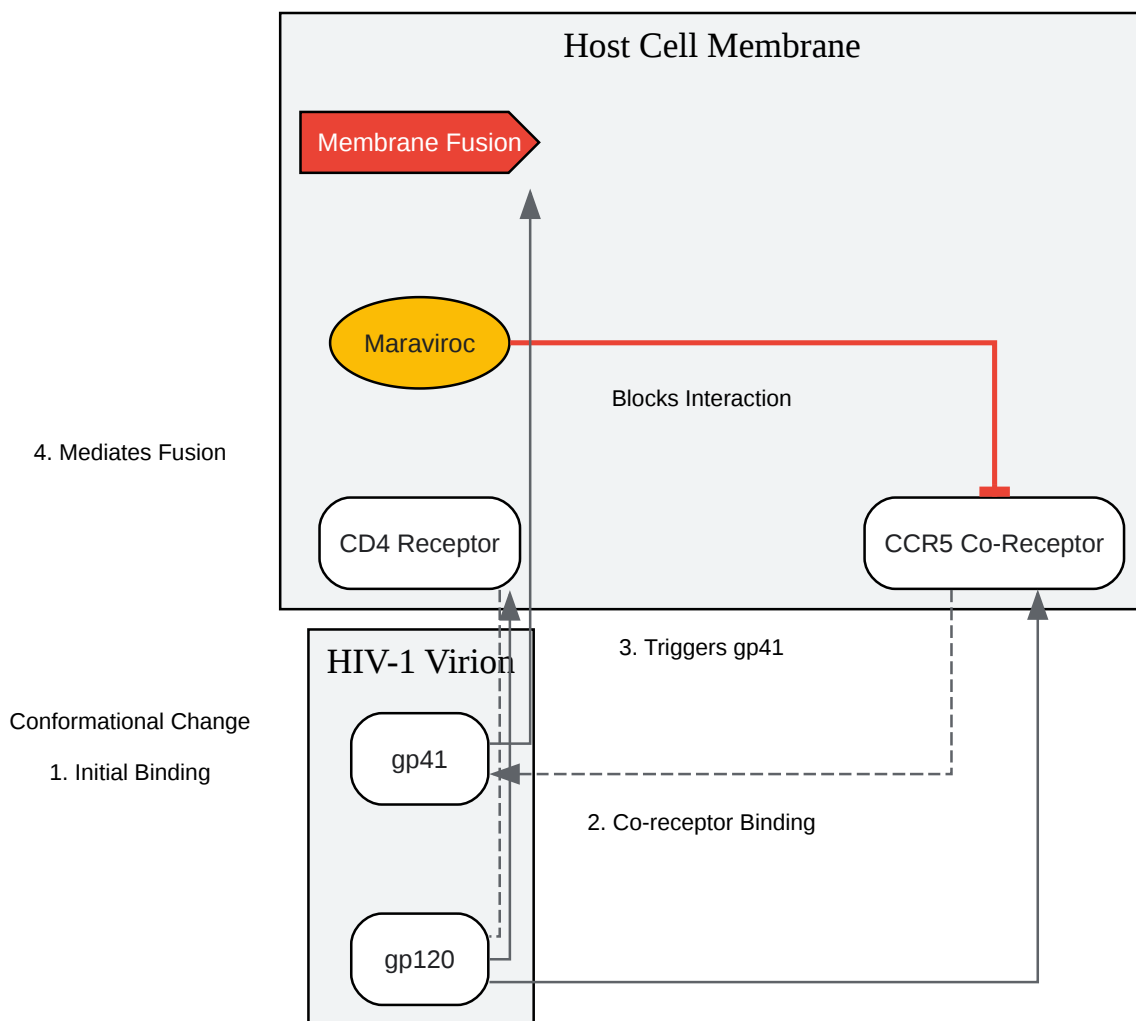 Host Cell Membrane
Membrane Fusion
Maraviroc
Blocks Interaction
4. Mediates Fusion
CD4 Receptor
CCR5 Co-Receptor
3. Triggers gp41
HIV-1 Virion
Conformational Change
gp41
1. Initial Binding
2. Co-receptor Binding
gp120